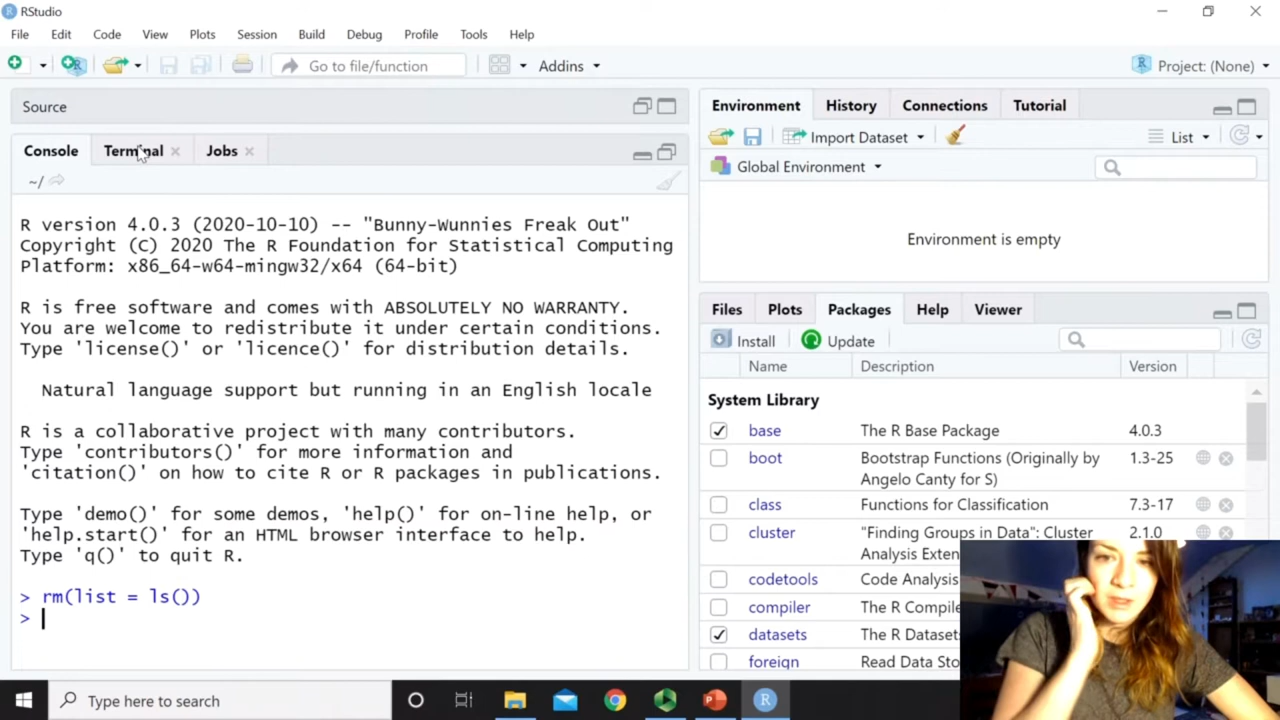 RStudio
File Edit Code View Plots Session Build Debug Profile Tools Help
Go to file/function Addins Project: (None)
Source
Console Terminal Jobs
~/
R version 4.0.3 (2020-10-10) -- "Bunny-Wunnies Freak Out"
Copyright (C) 2020 The R Foundation for Statistical Computing
Platform: x86_64-w64-mingw32/x64 (64-bit)
R is free software and comes with ABSOLUTELY NO WARRANTY.
You are welcome to redistribute it under certain conditions.
Type 'license()' or 'licence()' for distribution details.
Natural language support but running in an English locale
R is a collaborative project with many contributors.
Type 'contributors()' for more information and
'citation()' on how to cite R or R packages in publications.
Type 'demo()' for some demos, 'help()' for on-line help, or
'help.start()' for an HTML browser interface to help.
Type 'q()' to quit R.
> rm(list = ls())
>
Environment History Connections Tutorial
Import Dataset List
Global Environment
Environment is empty
Files Plots Packages Help Viewer
Install Update
Name Description Version
System Library
base The R Base Package 4.0.3
boot Bootstrap Functions (Originally by 1.3-25
Angelo Canty for S)
class Functions for Classification 7.3-17
cluster "Finding Groups in Data": Cluster 2.1.0
Analysis Exten
codetools Code Analysis
compiler The R Compile
datasets The R Datasets
foreign Read Data Sto
Type here to search